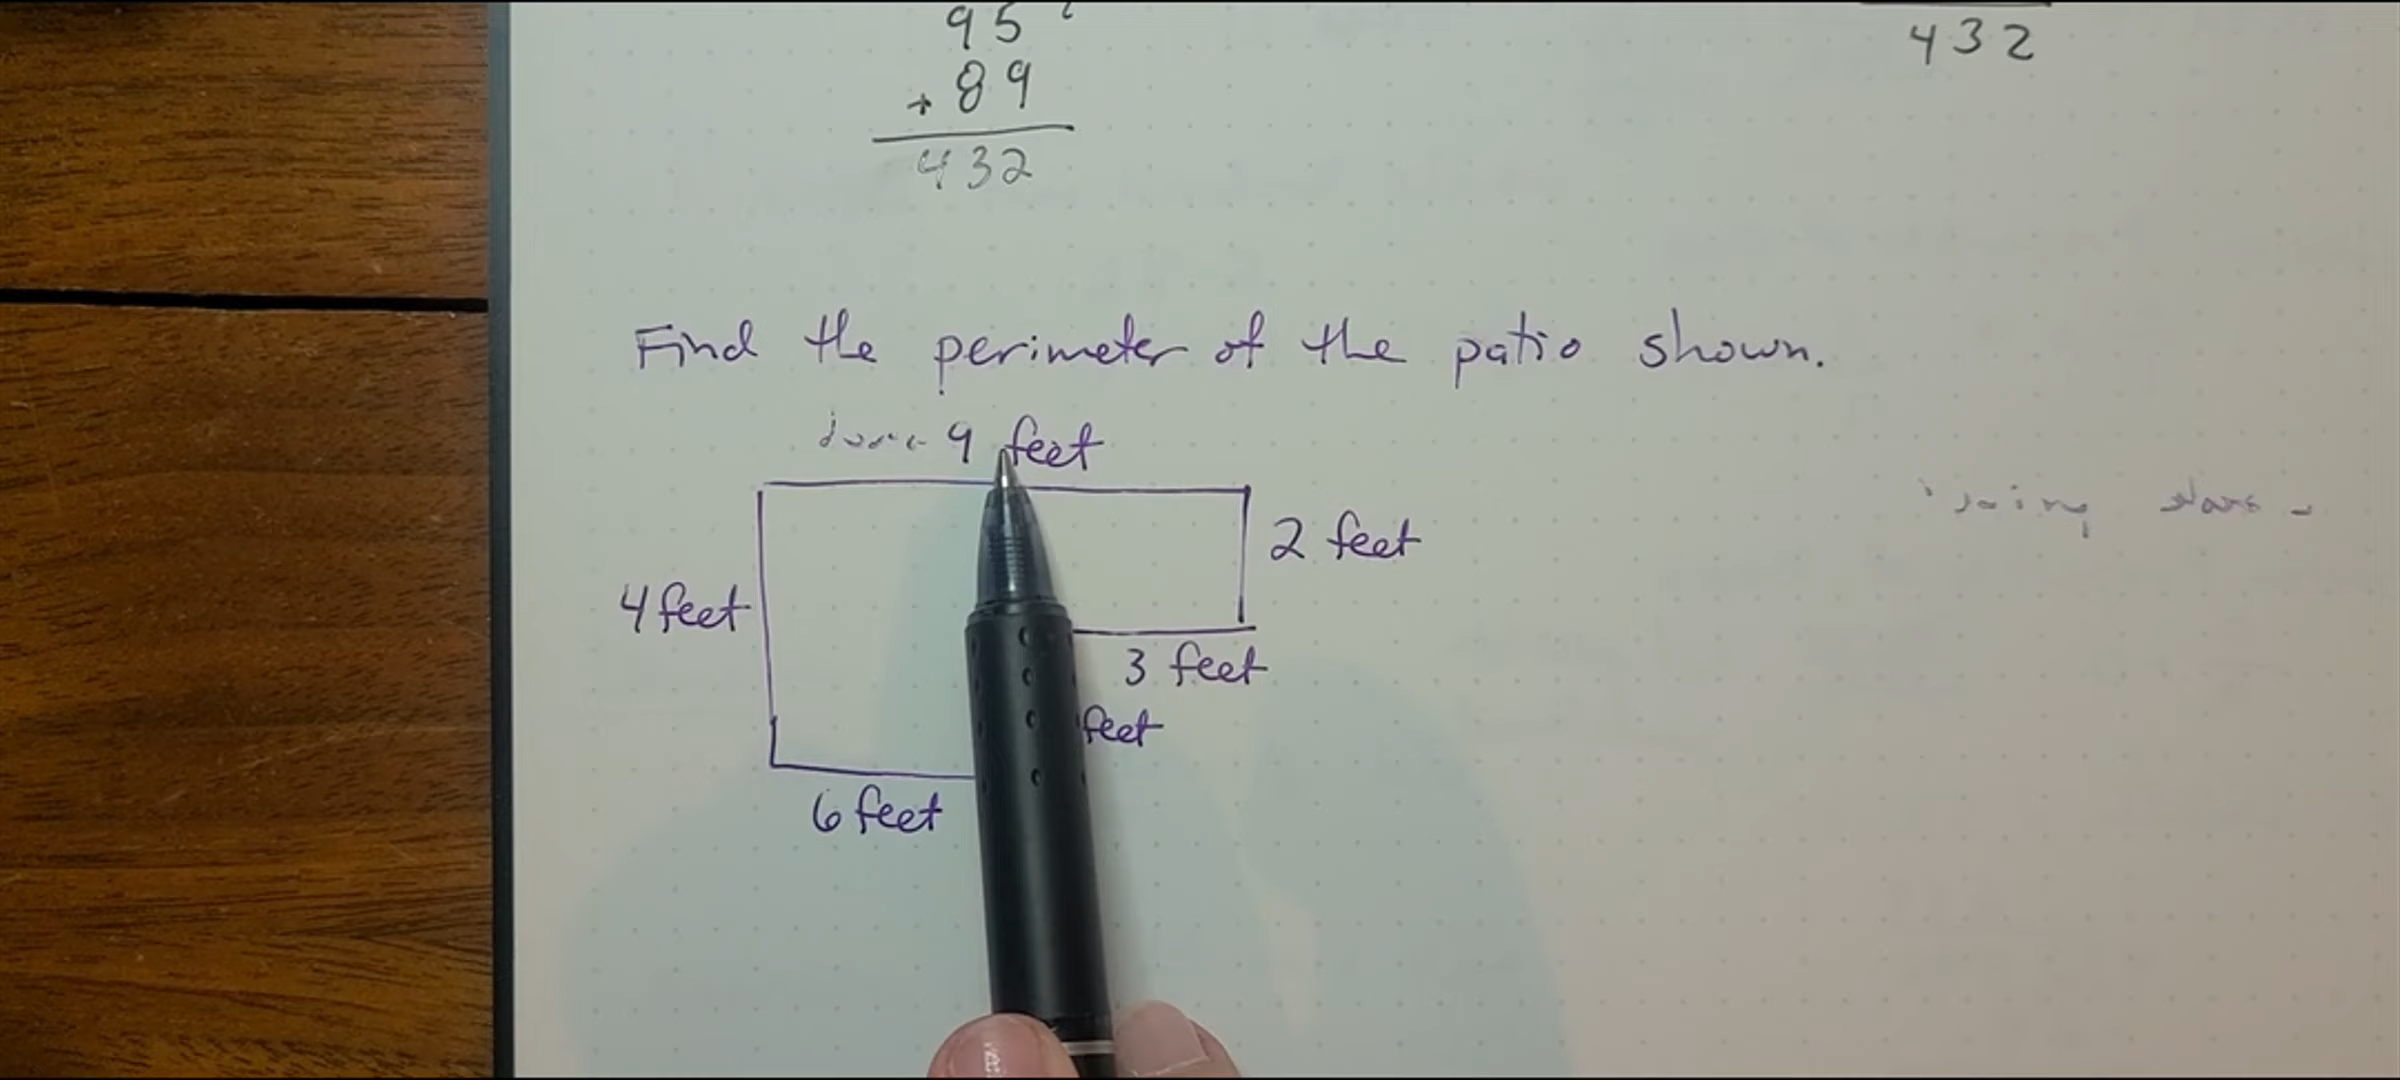 95
432
+ 89
432
Find the perimeter of the patio shown.
9 feet
2 feet
4 feet
3 feet
feet
6 feet